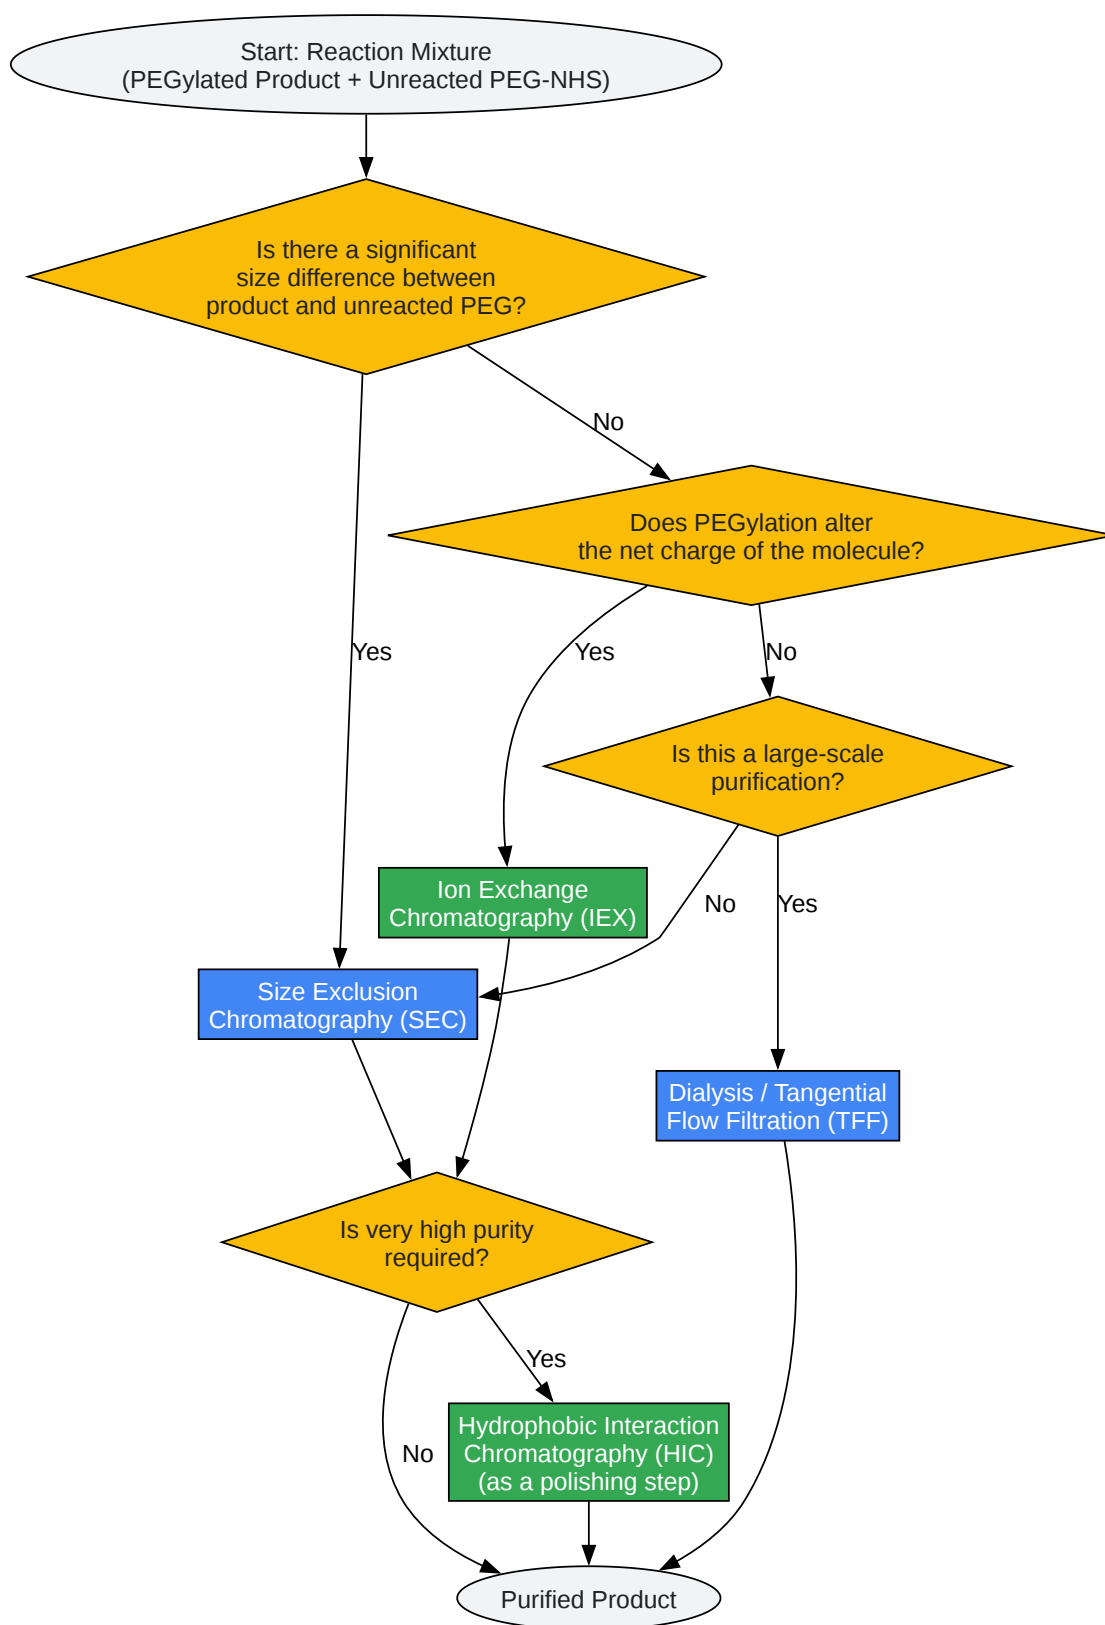 Start: Reaction Mixture
(PEGylated Product + Unreacted PEG-NHS)
Is there a significant
size difference between
product and unreacted PEG?
No
Does PEGylation alter
the net charge of the molecule?
Yes
Yes
No
Is this a large-scale
purification?
Ion Exchange
Chromatography (IEX)
No
Yes
Size Exclusion
Chromatography (SEC)
Dialysis / Tangential
Flow Filtration (TFF)
Is very high purity
required?
Yes
No
Hydrophobic Interaction
Chromatography (HIC)
(as a polishing step)
Purified Product